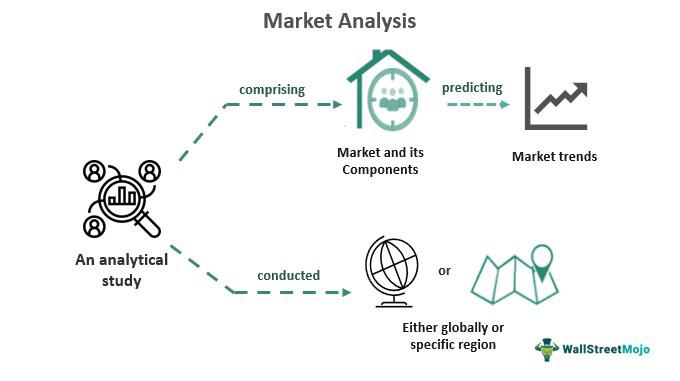 Market Analysis
comprising
predicting
Market and its
Components
Market trends
An analytical
study
conducted
or
Either globally or
specific region
WallStreetMojo